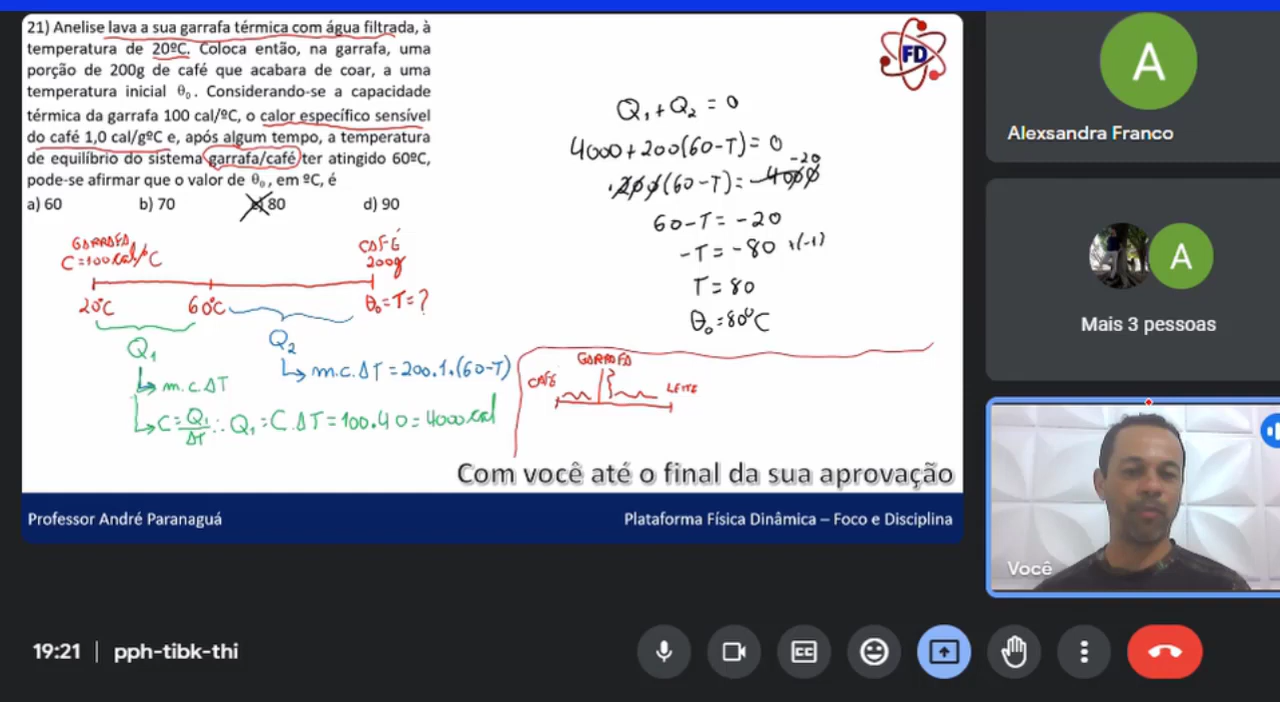 21) Anelise lava a sua garrafa térmica com água filtrada, à
temperatura de 20ºC. Coloca então, na garrafa, uma
porção de 200g de café que acabara de coar, a uma
temperatura inicial θ₀. Considerando-se a capacidade
térmica da garrafa 100 cal/ºC, o calor específico sensível
do café 1,0 cal/gºC e, após algum tempo, a temperatura
de equilíbrio do sistema garrafa/café ter atingido 60ºC,
pode-se afirmar que o valor de θ₀, em ºC, é
a) 60 b) 70 c) 80 d) 90
GARRAFA
C=100cal/°C
CAFÉ
200g
20°C 60°C θ₀=T=?
Q₁
Q₂
m.c.ΔT
m.c.ΔT=200.1.(60-T)
C=Q₁/ΔT ∴ Q₁=C.ΔT=100.40=4000cal
FD
Q₁+Q₂=0
4000+200(60-T)=0
-20
200(60-T)=-4000
60-T=-20
-T=-80 ×(-1)
T=80
θ₀=80°C
GARRAFA
CAFÉ
LEITE
Com você até o final da sua aprovação
Professor André Paranaguá
Plataforma Física Dinâmica – Foco e Disciplina
A
Alexsandra Franco
A
Mais 3 pessoas
Você
19:21 | pph-tibk-thi
CC